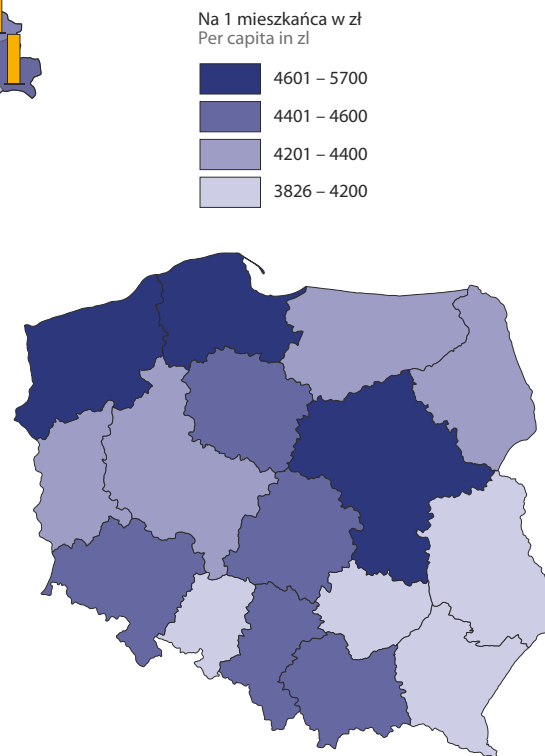 Na 1 mieszkańca w zł
Per capita in zl
4601 – 5700
4401 – 4600
4201 – 4400
3826 – 4200